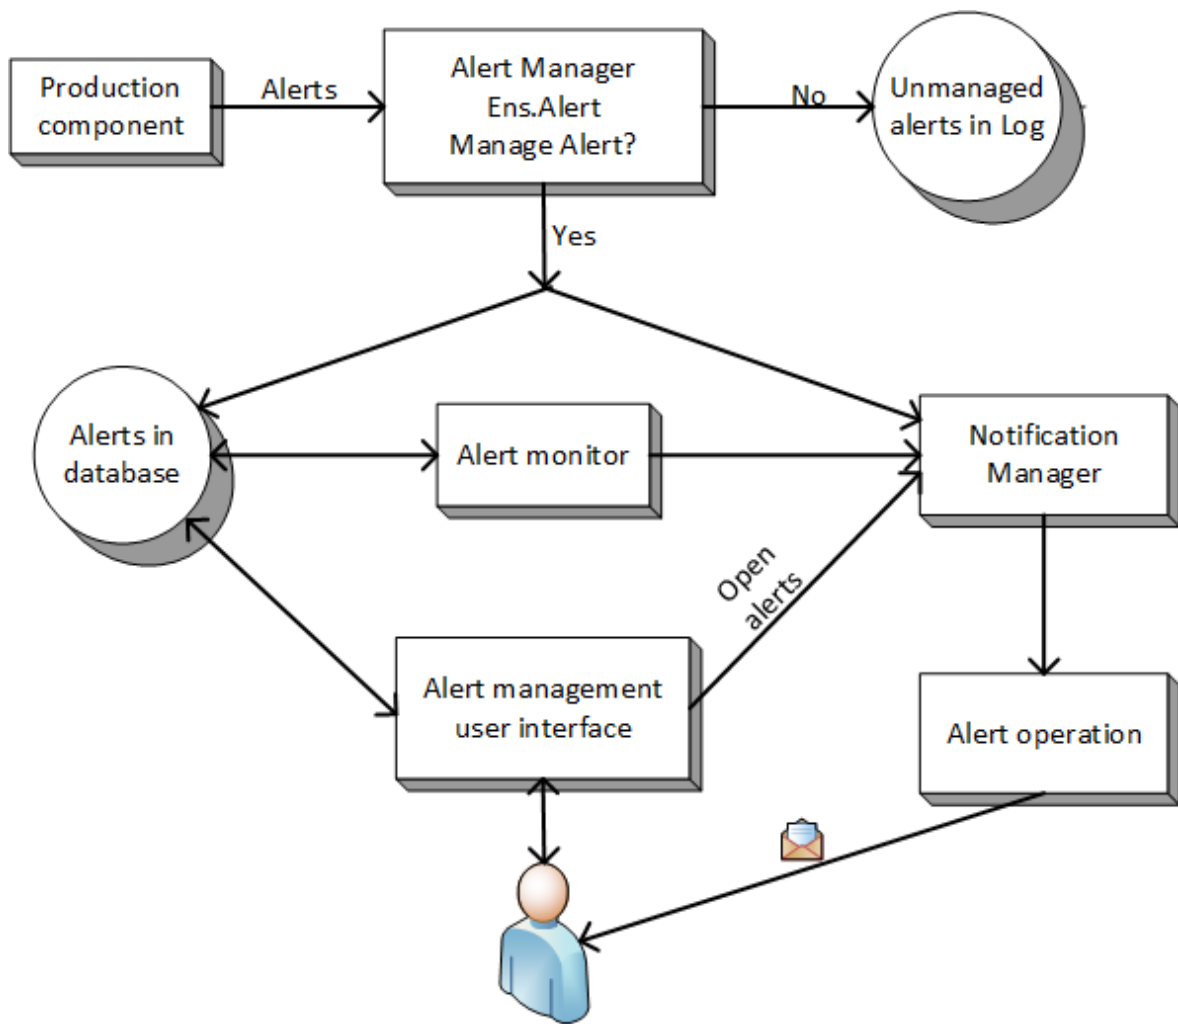 Production
component
Alerts
Alert Manager
Ens.Alert
Manage Alert?
No
Unmanaged
alerts in Log
Yes
Alerts in
database
Alert monitor
Notification
Manager
Open
alerts
Alert management
user interface
Alert operation